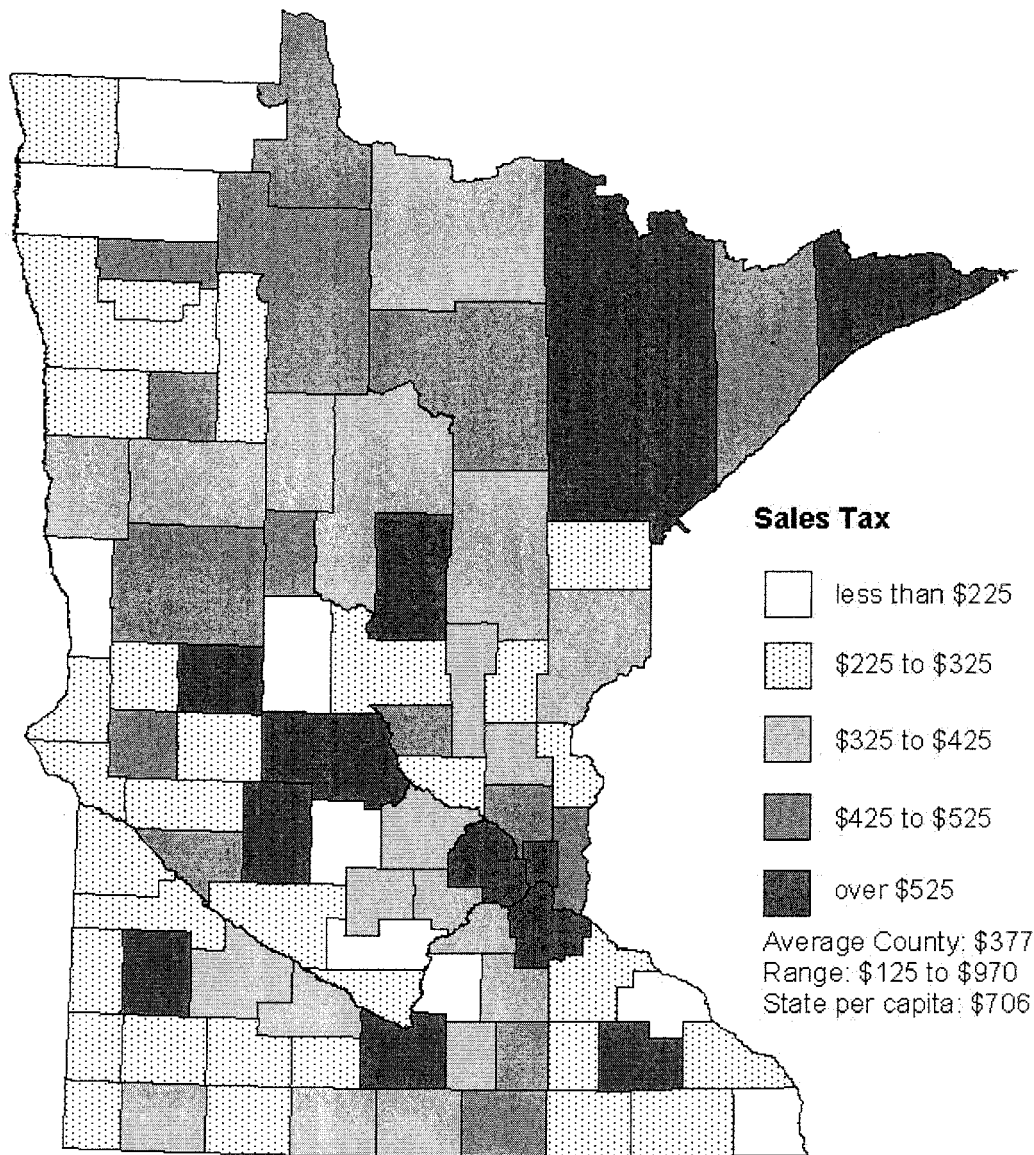 Sales Tax
less than $225
$225 to $325
$325 to $425
$425 to $525
over $525
Average County: $377
Range: $125 to $970
State per capita: $706